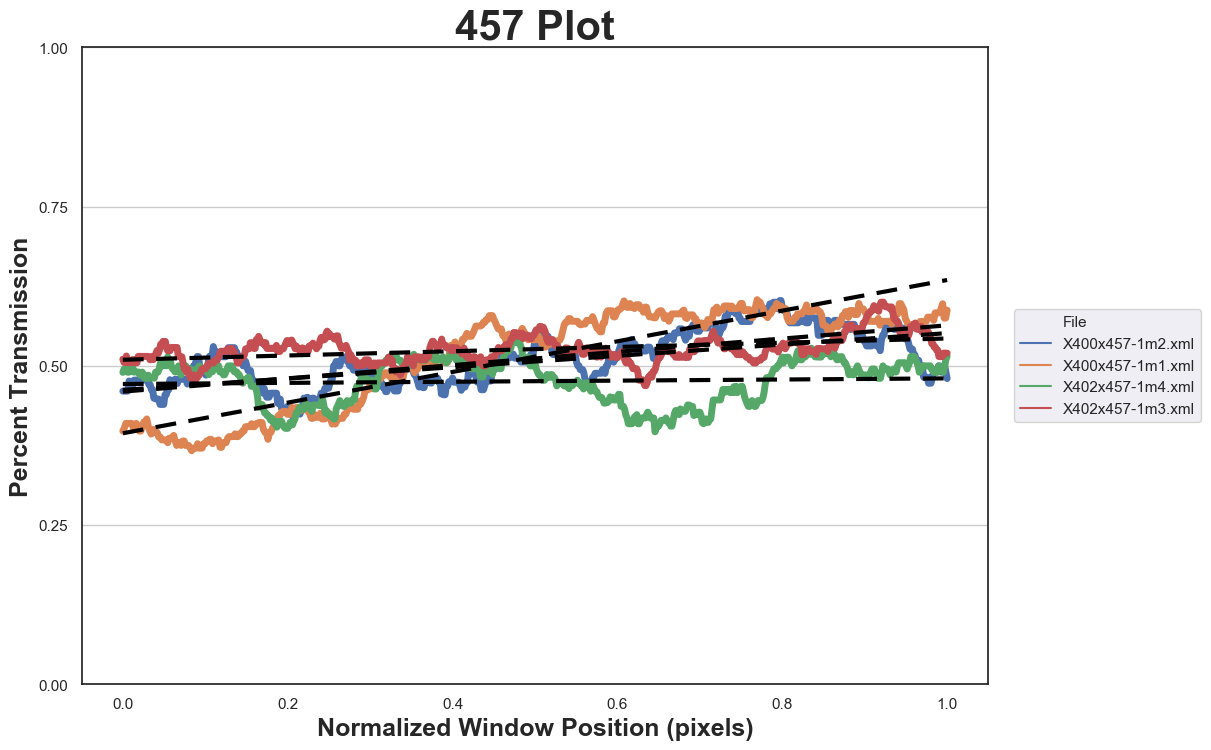 457 Plot
Percent Transmission
1.00
0.75
0.50
0.25
0.00
0.0 0.2 0.4 0.6 0.8 1.0
Normalized Window Position (pixels)
File
X400x457-1m2.xml
X400x457-1m1.xml
X402x457-1m4.xml
X402x457-1m3.xml